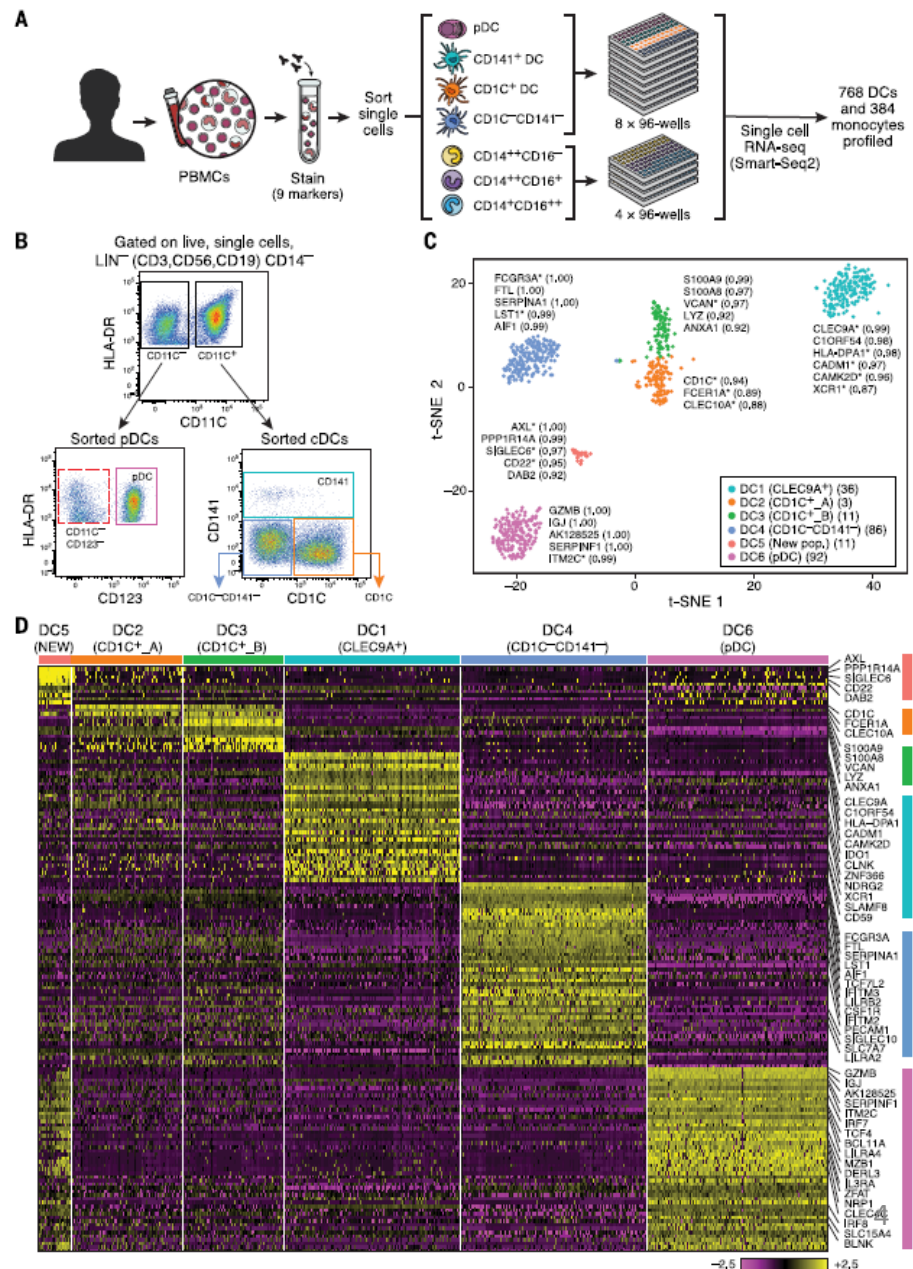 A
PBMCs
Stain
(9 markers)
Sort
single
cells
pDC
CD141+ DC
CD1C+ DC
CD1C−CD141−
CD14++CD16−
CD14++CD16+
CD14+CD16++
8 × 96-wells
4 × 96-wells
Single cell
RNA-seq
(Smart-Seq2)
768 DCs
and 384
monocytes
profiled
B
Gated on live, single cells,
LIN− (CD3,CD56,CD19) CD14−
HLA-DR
CD11C−
CD11C+
CD11C
Sorted pDCs
Sorted cDCs
HLA-DR
pDC
CD11C−
CD123−
CD123
CD141
CD141
CD1C−CD141−
CD1C
CD1C
C
t-SNE 2
20
0
−20
−20
0
20
40
t-SNE 1
FCGR3A* (1.00)
FTL (1.00)
SERPINA1 (1.00)
LST1* (0.99)
AIF1 (0.99)
S100A9 (0.99)
S100A8 (0.97)
VCAN* (0.97)
LYZ (0.92)
ANXA1 (0.92)
CLEC9A* (0.99)
C1ORF54 (0.98)
HLA-DPA1* (0.98)
CADM1* (0.97)
CAMK2D* (0.96)
XCR1* (0.87)
CD1C* (0.94)
FCER1A* (0.89)
CLEC10A* (0.88)
AXL* (1.00)
PPP1R14A (0.99)
SIGLEC6* (0.97)
CD22* (0.95)
DAB2 (0.92)
GZMB (1.00)
IGJ (1.00)
AK128525 (1.00)
SERPINF1 (1.00)
ITM2C* (0.99)
DC1 (CLEC9A+) (36)
DC2 (CD1C+_A) (3)
DC3 (CD1C+_B) (11)
DC4 (CD1C−CD141−) (86)
DC5 (New pop.) (11)
DC6 (pDC) (92)
D
DC5
(NEW)
DC2
(CD1C+_A)
DC3
(CD1C+_B)
DC1
(CLEC9A+)
DC4
(CD1C−CD141−)
DC6
(pDC)
AXL
PPP1R14A
SIGLEC6
CD22
DAB2
CD1C
FCER1A
CLEC10A
S100A9
S100A8
VCAN
LYZ
ANXA1
CLEC9A
C1ORF54
HLA-DPA1
CADM1
CAMK2D
IDO1
CLNK
ZNF366
NDRG2
XCR1
SLAMF8
CD59
FCGR3A
FTL
SERPINA1
LST1
AIF1
TCF7L2
IFITM3
LILRB2
CSF1R
IFITM2
PECAM1
SIGLEC10
SLC7A7
LILRA2
GZMB
IGJ
AK128525
SERPINF1
ITM2C
IRF7
TCF4
BCL11A
LILRA4
MZB1
DERL3
IL3RA
ZFAT
NRP1
4
IRF8
SLC15A4
BLNK
−2.5
+2.5